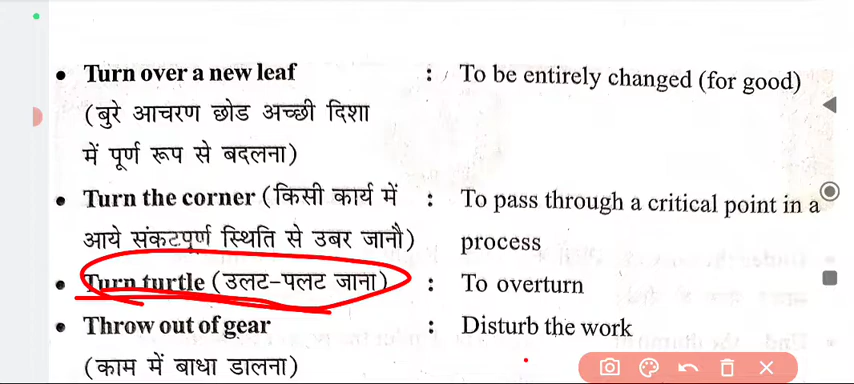 • Turn over a new leaf : To be entirely changed (for good)
(बुरे आचरण छोड अच्छी दिशा
में पूर्ण रूप से बदलना)
• Turn the corner (किसी कार्य में : To pass through a critical point in a
आये संकटपूर्ण स्थिति से उबर जानौ) process
• Turn turtle (उलट-पलट जाना) : To overturn
• Throw out of gear : Disturb the work
(काम में बाधा डालना)